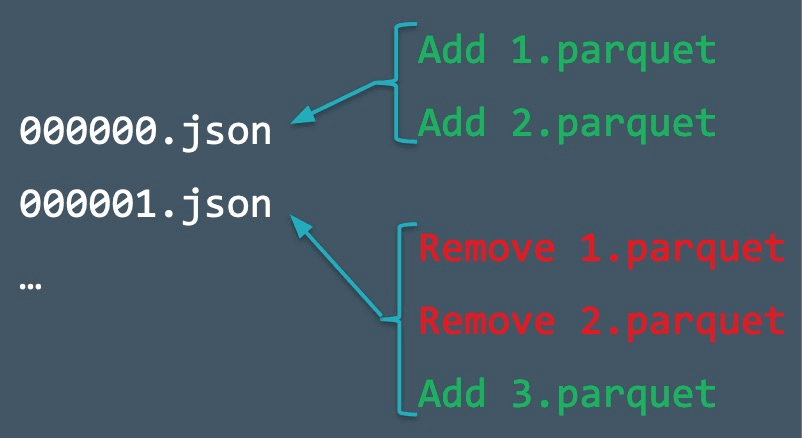 000000.json
Add 1.parquet
Add 2.parquet
000001.json
Remove 1.parquet
Remove 2.parquet
Add 3.parquet
…